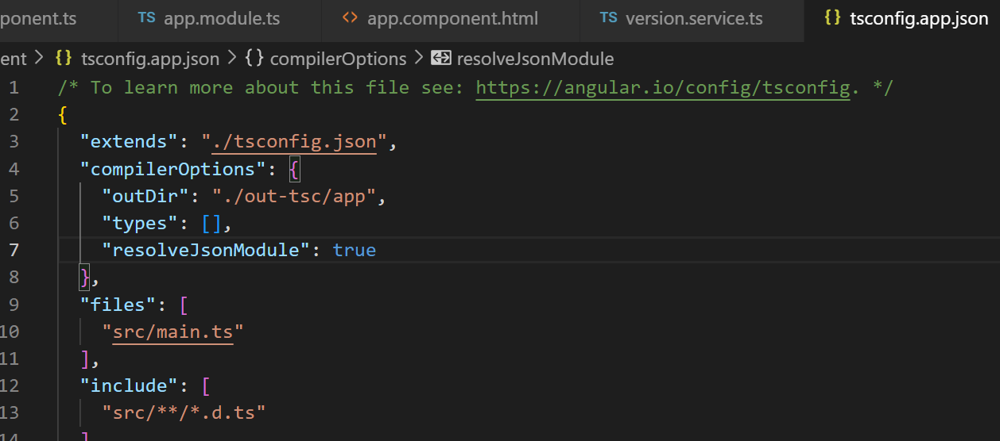 ponent.ts TS app.module.ts <> app.component.html TS version.service.ts {} tsconfig.app.json
ent > {} tsconfig.app.json > {} compilerOptions > resolveJsonModule
1 /* To learn more about this file see: https://angular.io/config/tsconfig. */
2 {
3 "extends": "./tsconfig.json",
4 "compilerOptions": {
5 "outDir": "./out-tsc/app",
6 "types": [],
7 "resolveJsonModule": true
8 },
9 "files": [
10 "src/main.ts"
11 ],
12 "include": [
13 "src/**/*.d.ts"
14 ]